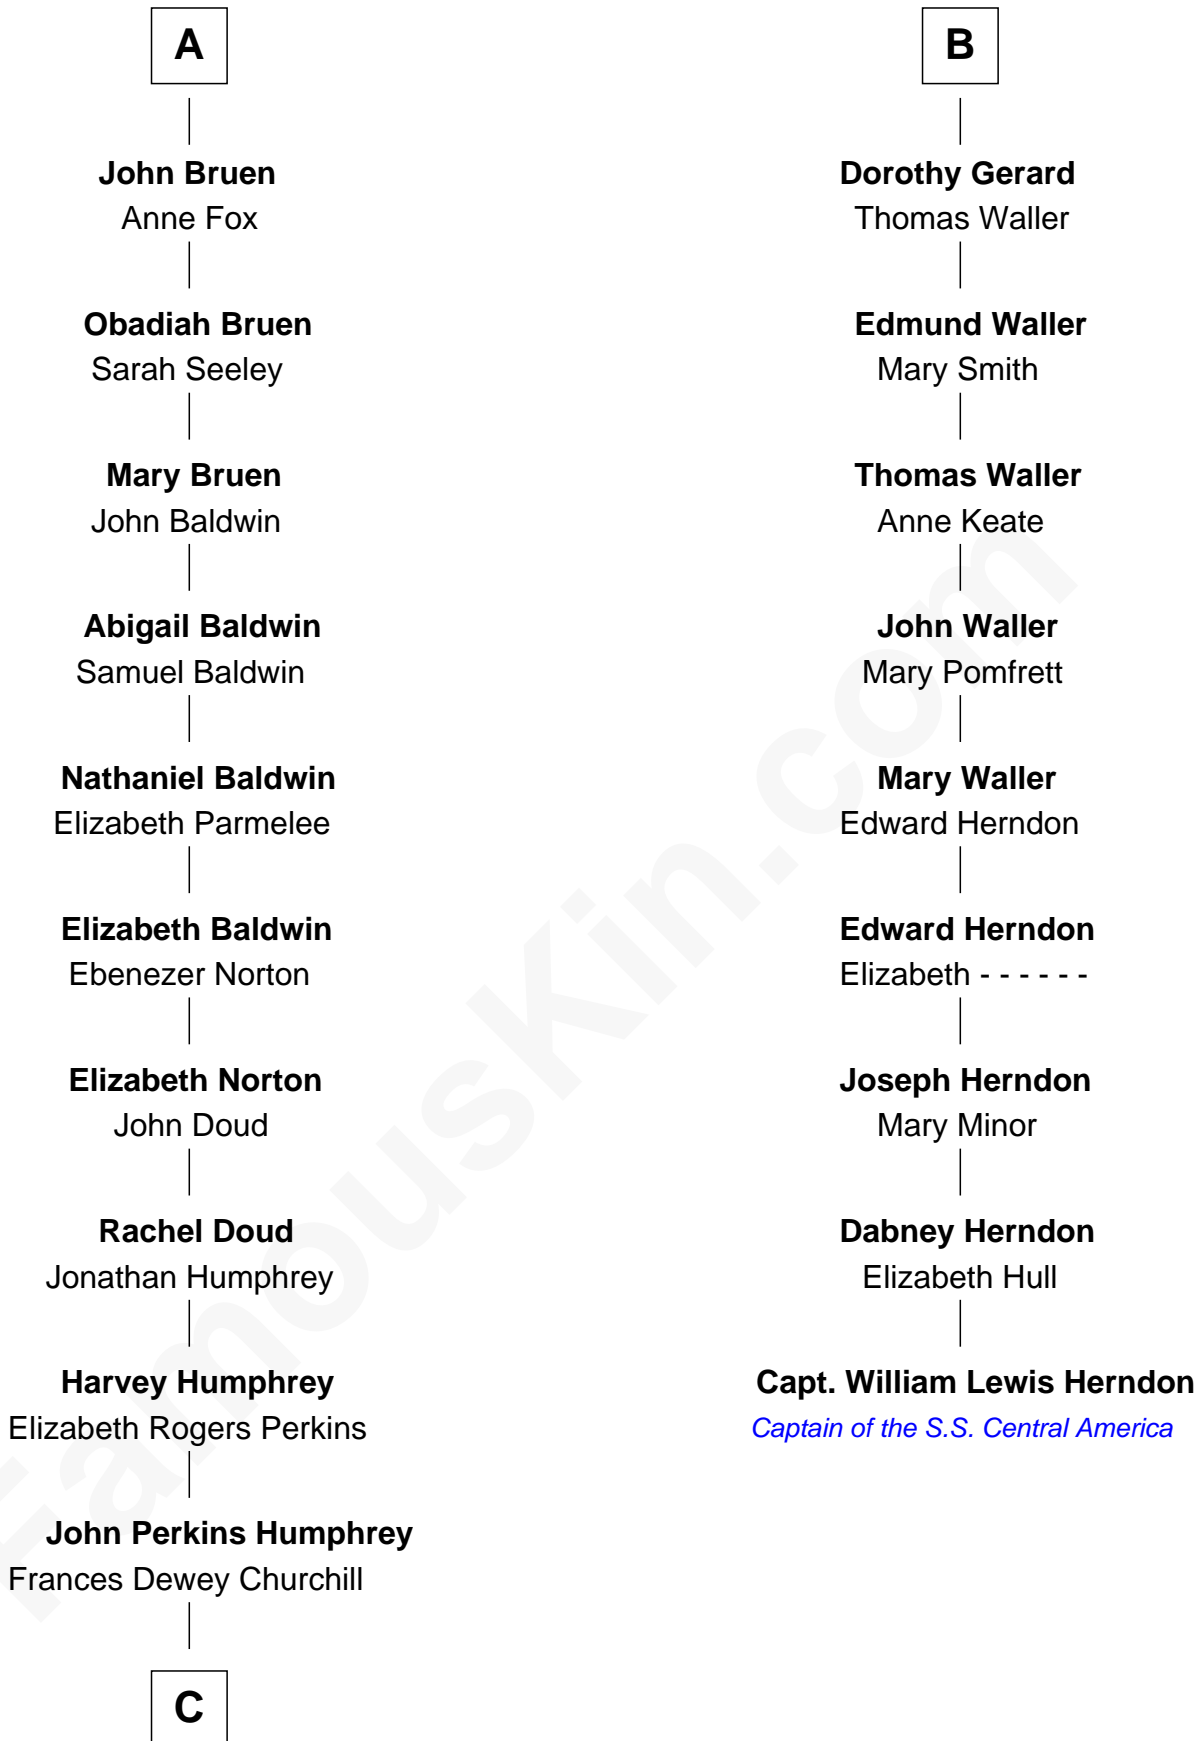 A
John Bruen
Anne Fox
Obadiah Bruen
Sarah Seeley
Mary Bruen
John Baldwin
Abigail Baldwin
Samuel Baldwin
Nathaniel Baldwin
Elizabeth Parmelee
Elizabeth Baldwin
Ebenezer Norton
Elizabeth Norton
John Doud
Rachel Doud
Jonathan Humphrey
Harvey Humphrey
Elizabeth Rogers Perkins
John Perkins Humphrey
Frances Dewey Churchill
C
B
Dorothy Gerard
Thomas Waller
Edmund Waller
Mary Smith
Thomas Waller
Anne Keate
John Waller
Mary Pomfrett
Mary Waller
Edward Herndon
Edward Herndon
Elizabeth - - - - - -
Joseph Herndon
Mary Minor
Dabney Herndon
Elizabeth Hull
Capt. William Lewis Herndon
Captain of the S.S. Central America
FamousKin.com